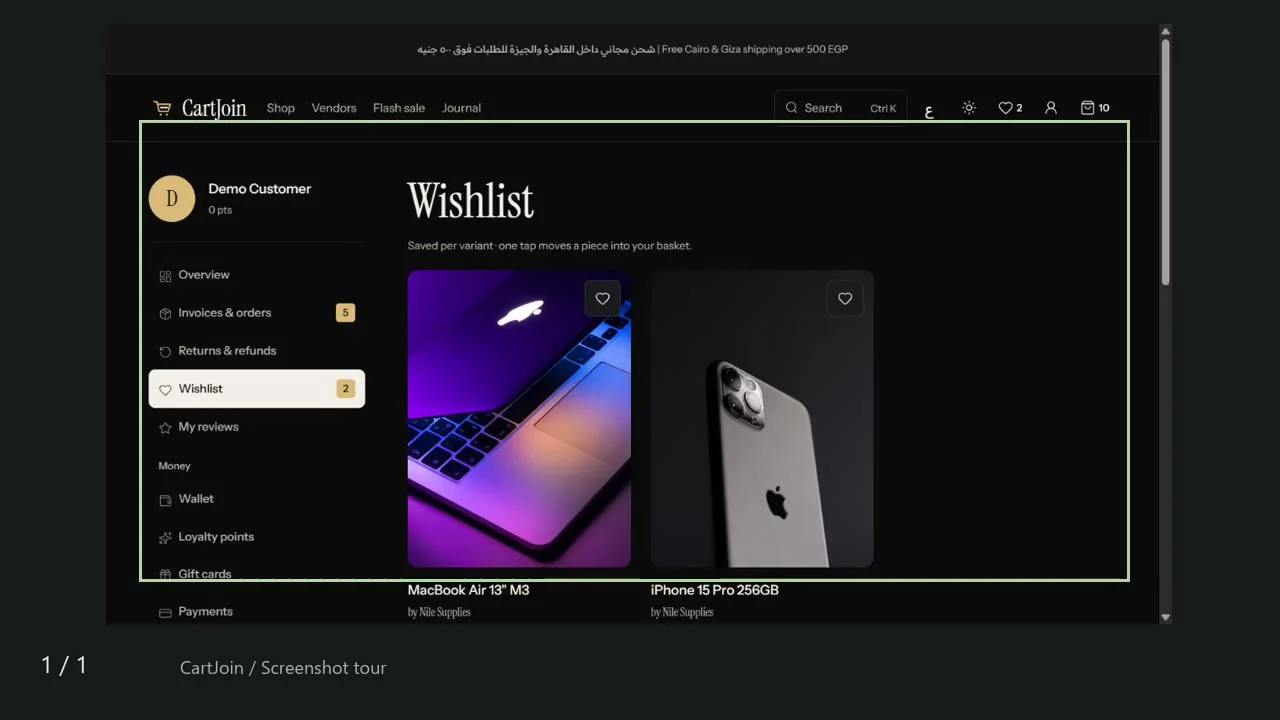 شحن مجاني داخل القاهرة والجيزة للطلبات فوق ٥٠٠ جنيه | Free Cairo & Giza shipping over 500 EGP
CartJoin Shop Vendors Flash sale Journal Search Ctrl K ع 2 10
D
Demo Customer
0 pts
Overview
Invoices & orders 5
Returns & refunds
Wishlist 2
My reviews
Money
Wallet
Loyalty points
Gift cards
Payments
Wishlist
Saved per variant · one tap moves a piece into your basket.
MacBook Air 13" M3
by Nile Supplies
iPhone 15 Pro 256GB
by Nile Supplies
1 / 1
CartJoin / Screenshot tour